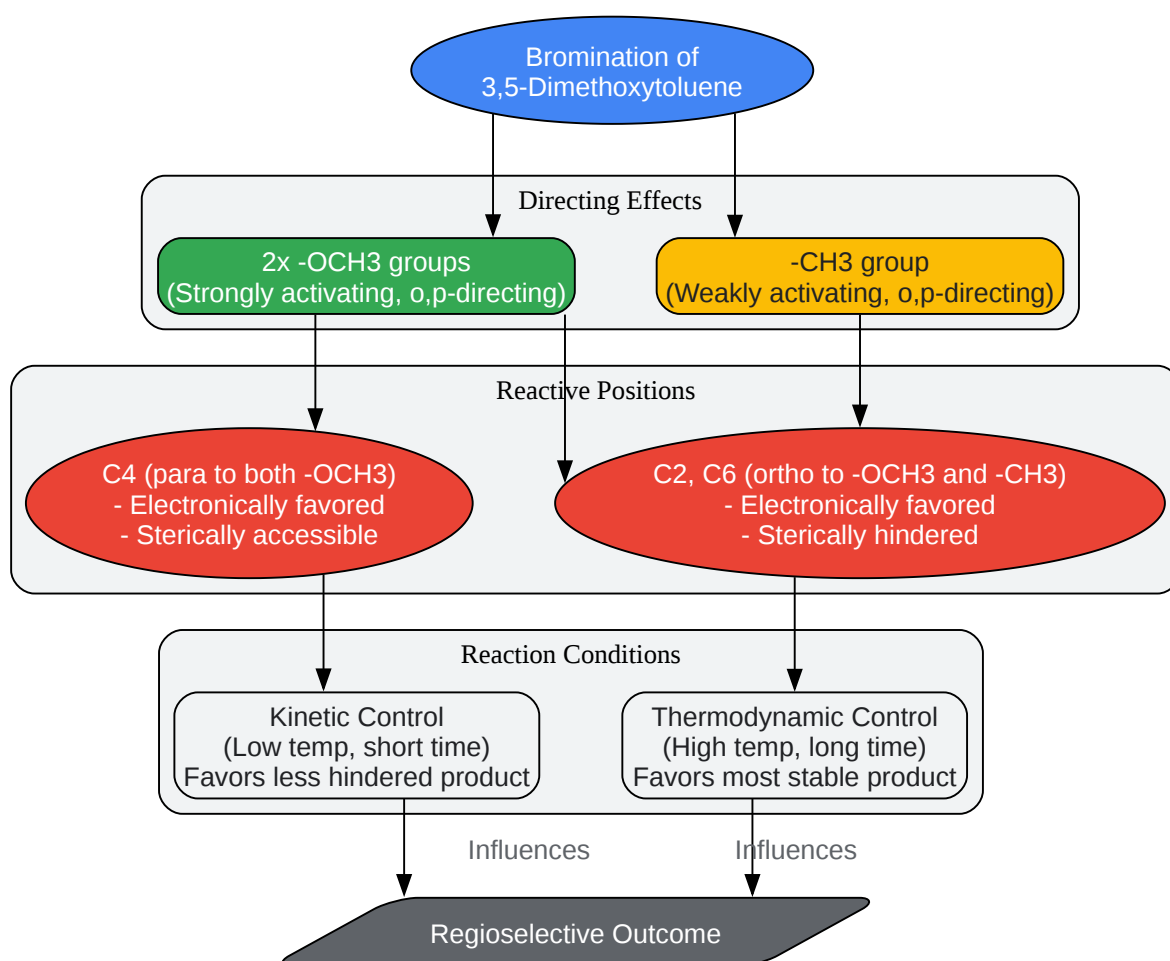 Bromination of
3,5-Dimethoxytoluene
Directing Effects
2x -OCH3 groups
(Strongly activating, o,p-directing)
-CH3 group
(Weakly activating, o,p-directing)
Reactive Positions
C4 (para to both -OCH3)
- Electronically favored
- Sterically accessible
C2, C6 (ortho to -OCH3 and -CH3)
- Electronically favored
- Sterically hindered
Reaction Conditions
Kinetic Control
(Low temp, short time)
Favors less hindered product
Thermodynamic Control
(High temp, long time)
Favors most stable product
Influences
Influences
Regioselective Outcome